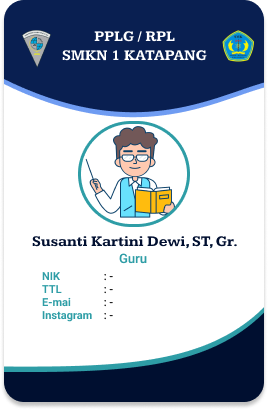 PPLG / RPL
SMKN 1 KATAPANG
Susanti Kartini Dewi, ST, Gr.
Guru
NIK : -
TTL : -
E-mai : -
Instagram : -